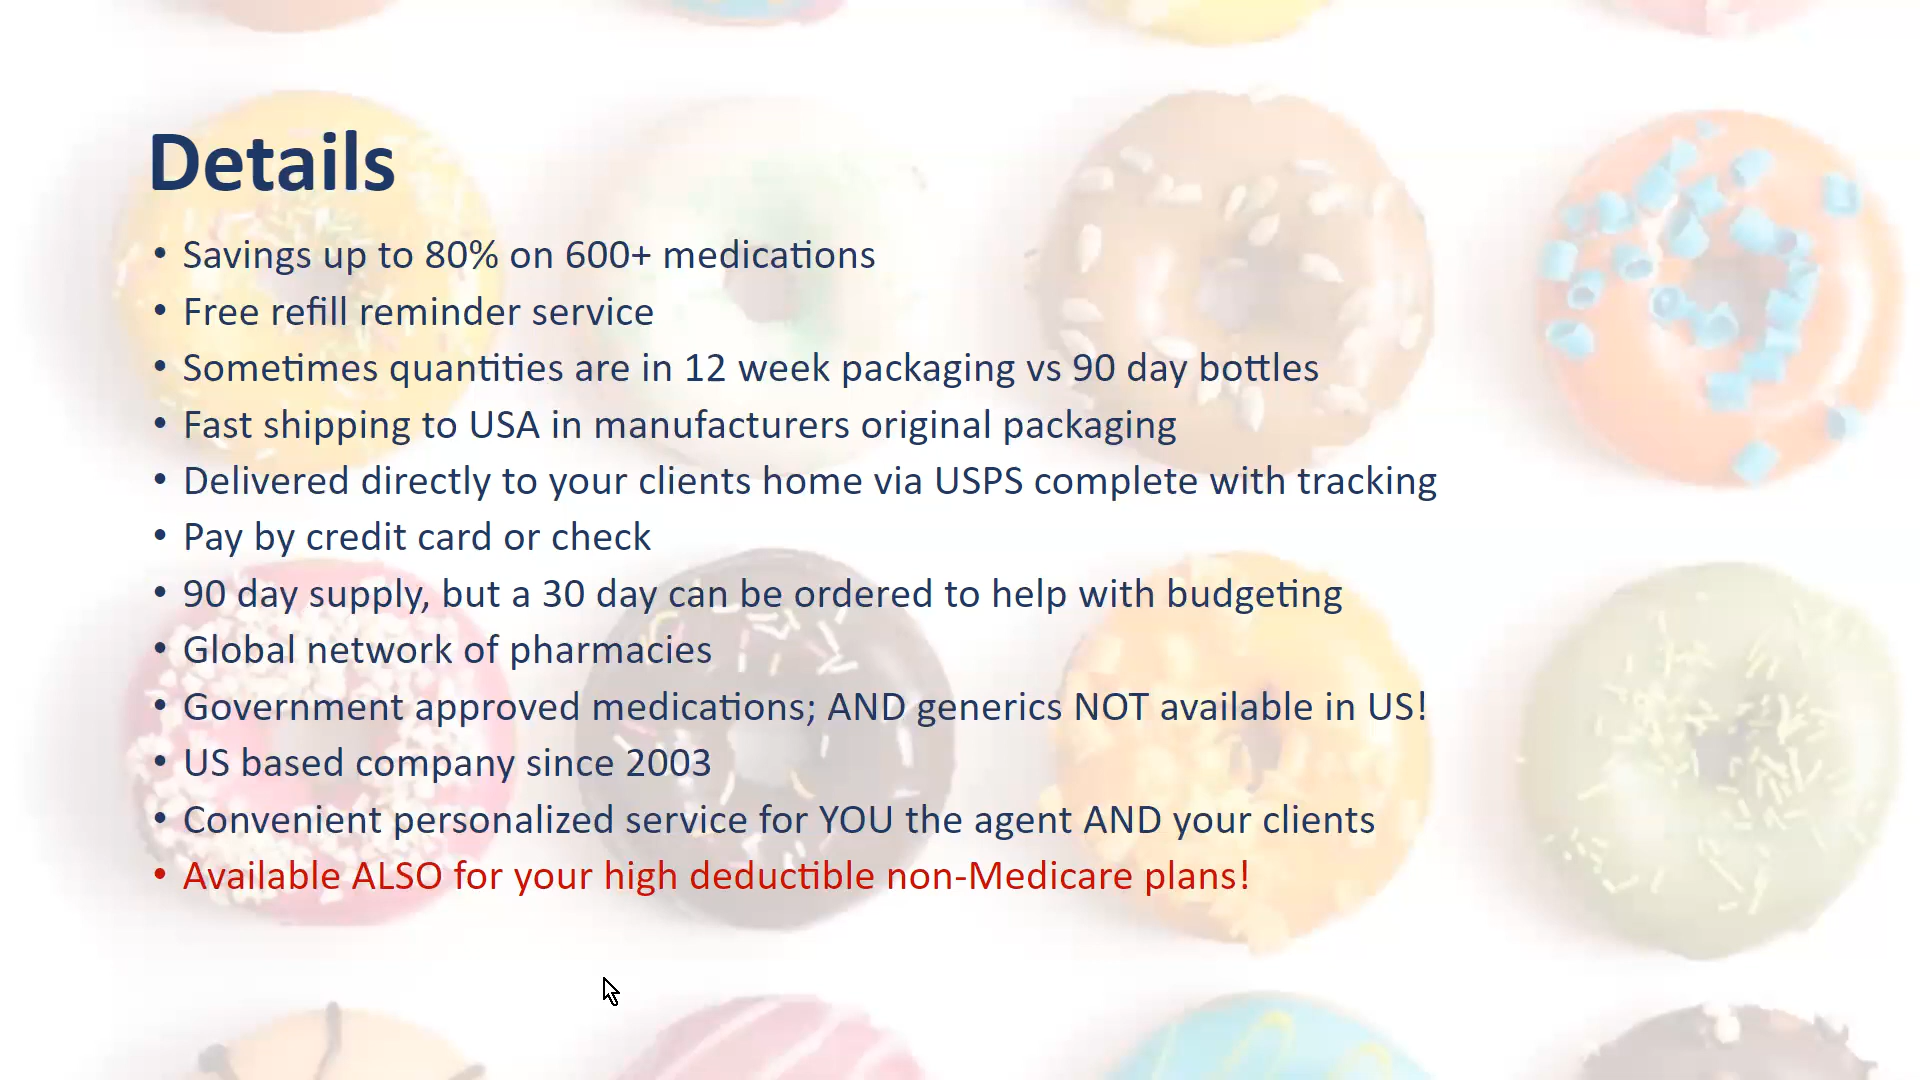 Details
• Savings up to 80% on 600+ medications
• Free refill reminder service
• Sometimes quantities are in 12 week packaging vs 90 day bottles
• Fast shipping to USA in manufacturers original packaging
• Delivered directly to your clients home via USPS complete with tracking
• Pay by credit card or check
• 90 day supply, but a 30 day can be ordered to help with budgeting
• Global network of pharmacies
• Government approved medications; AND generics NOT available in US!
• US based company since 2003
• Convenient personalized service for YOU the agent AND your clients
• Available ALSO for your high deductible non-Medicare plans!